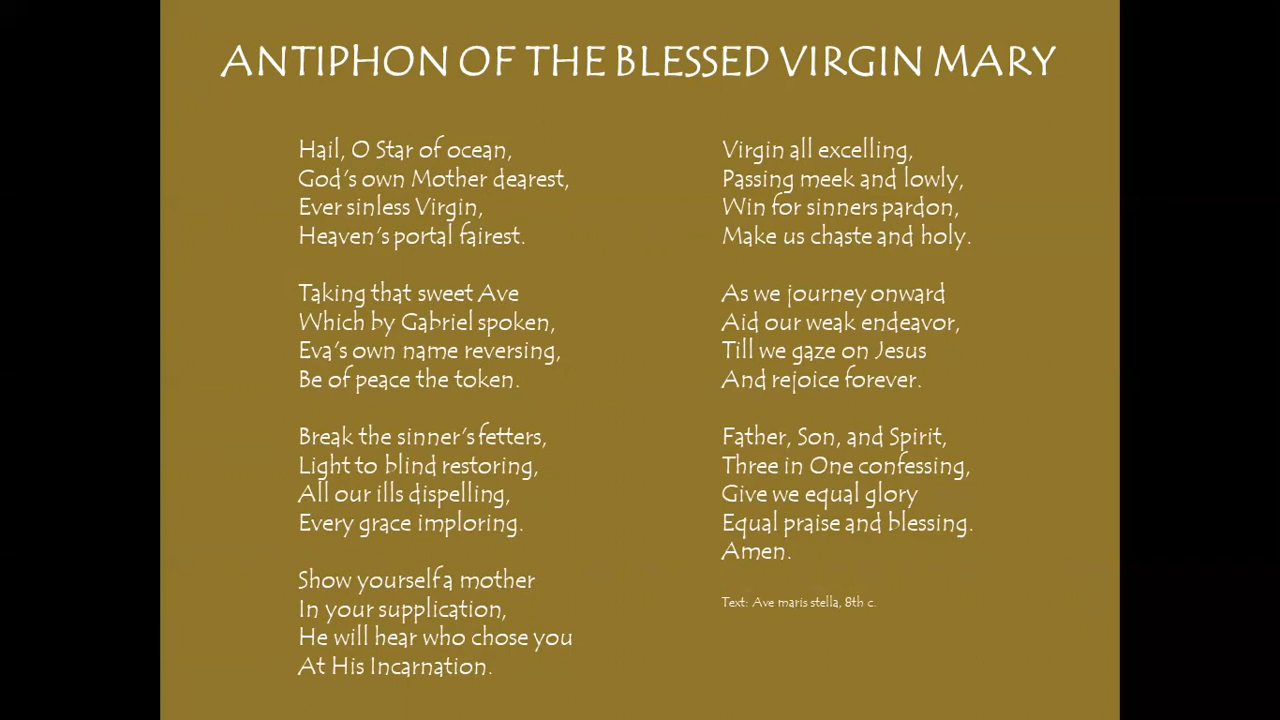 ANTIPHON OF THE BLESSED VIRGIN MARY
Hail, O Star of ocean,
God's own Mother dearest,
Ever sinless Virgin,
Heaven's portal fairest.
Taking that sweet Ave
Which by Gabriel spoken,
Eva's own name reversing,
Be of peace the token.
Break the sinner's fetters,
Light to blind restoring,
All our ills dispelling,
Every grace imploring.
Show yourself a mother
In your supplication,
He will hear who chose you
At His Incarnation.
Virgin all excelling,
Passing meek and lowly,
Win for sinners pardon,
Make us chaste and holy.
As we journey onward
Aid our weak endeavor,
Till we gaze on Jesus
And rejoice forever.
Father, Son, and Spirit,
Three in One confessing,
Give we equal glory
Equal praise and blessing.
Amen.
Text: Ave maris stella, 8th c.